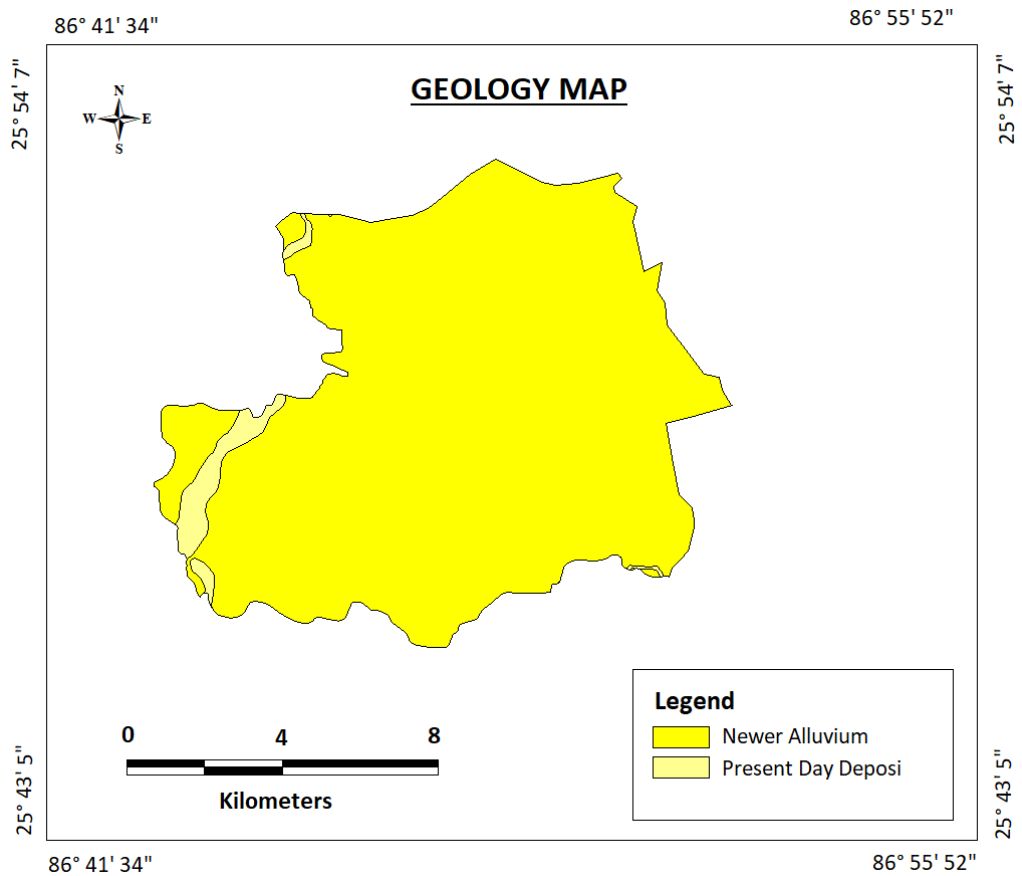 86° 41' 34"
86° 55' 52"
25° 54' 7"
25° 54' 7"
GEOLOGY MAP
N
W E
S
0 4 8
Kilometers
Legend
Newer Alluvium
Present Day Deposi
25° 43' 5"
25° 43' 5"
86° 41' 34"
86° 55' 52"